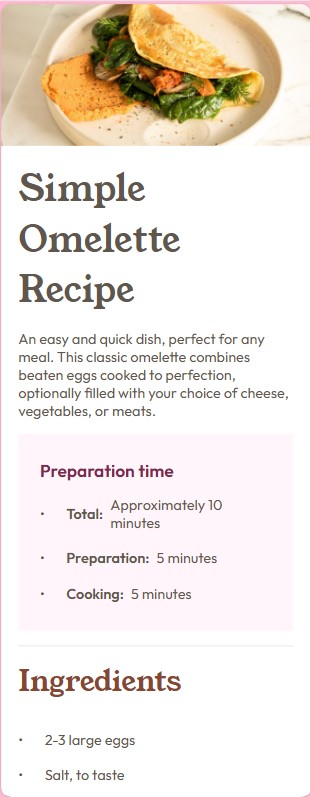 Simple
Omelette
Recipe
An easy and quick dish, perfect for any
meal. This classic omelette combines
beaten eggs cooked to perfection,
optionally filled with your choice of cheese,
vegetables, or meats.
Preparation time
• Total: Approximately 10
minutes
• Preparation: 5 minutes
• Cooking: 5 minutes
Ingredients
• 2-3 large eggs
• Salt, to taste